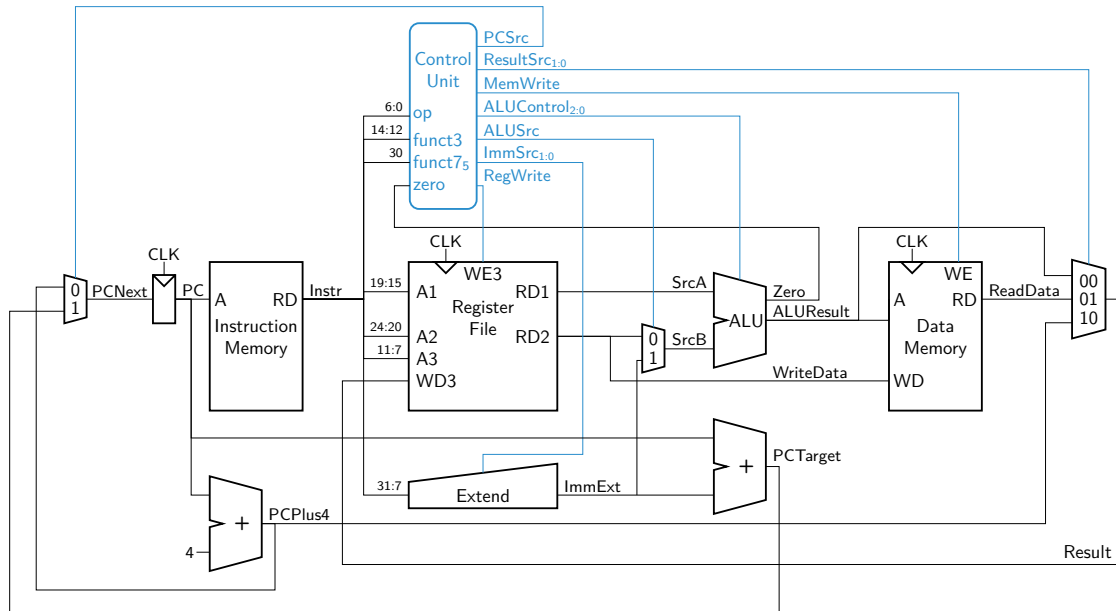 PCSrc
Control
Unit
ResultSrc1:0
MemWrite
6:0
op
ALUControl2:0
14:12
funct3
ALUSrc
30
funct75
ImmSrc1:0
zero
RegWrite
CLK
CLK
CLK
0
1
PCNext
PC
A
RD
Instr
Instruction
Memory
19:15
A1
WE3
RD1
Register
File
24:20
A2
RD2
11:7
A3
WD3
0
1
SrcA
SrcB
ALU
Zero
ALUResult
WriteData
WE
A
RD
Data
Memory
WD
ReadData
00
01
10
31:7
Extend
ImmExt
+
PCTarget
+
PCPlus4
4
Result